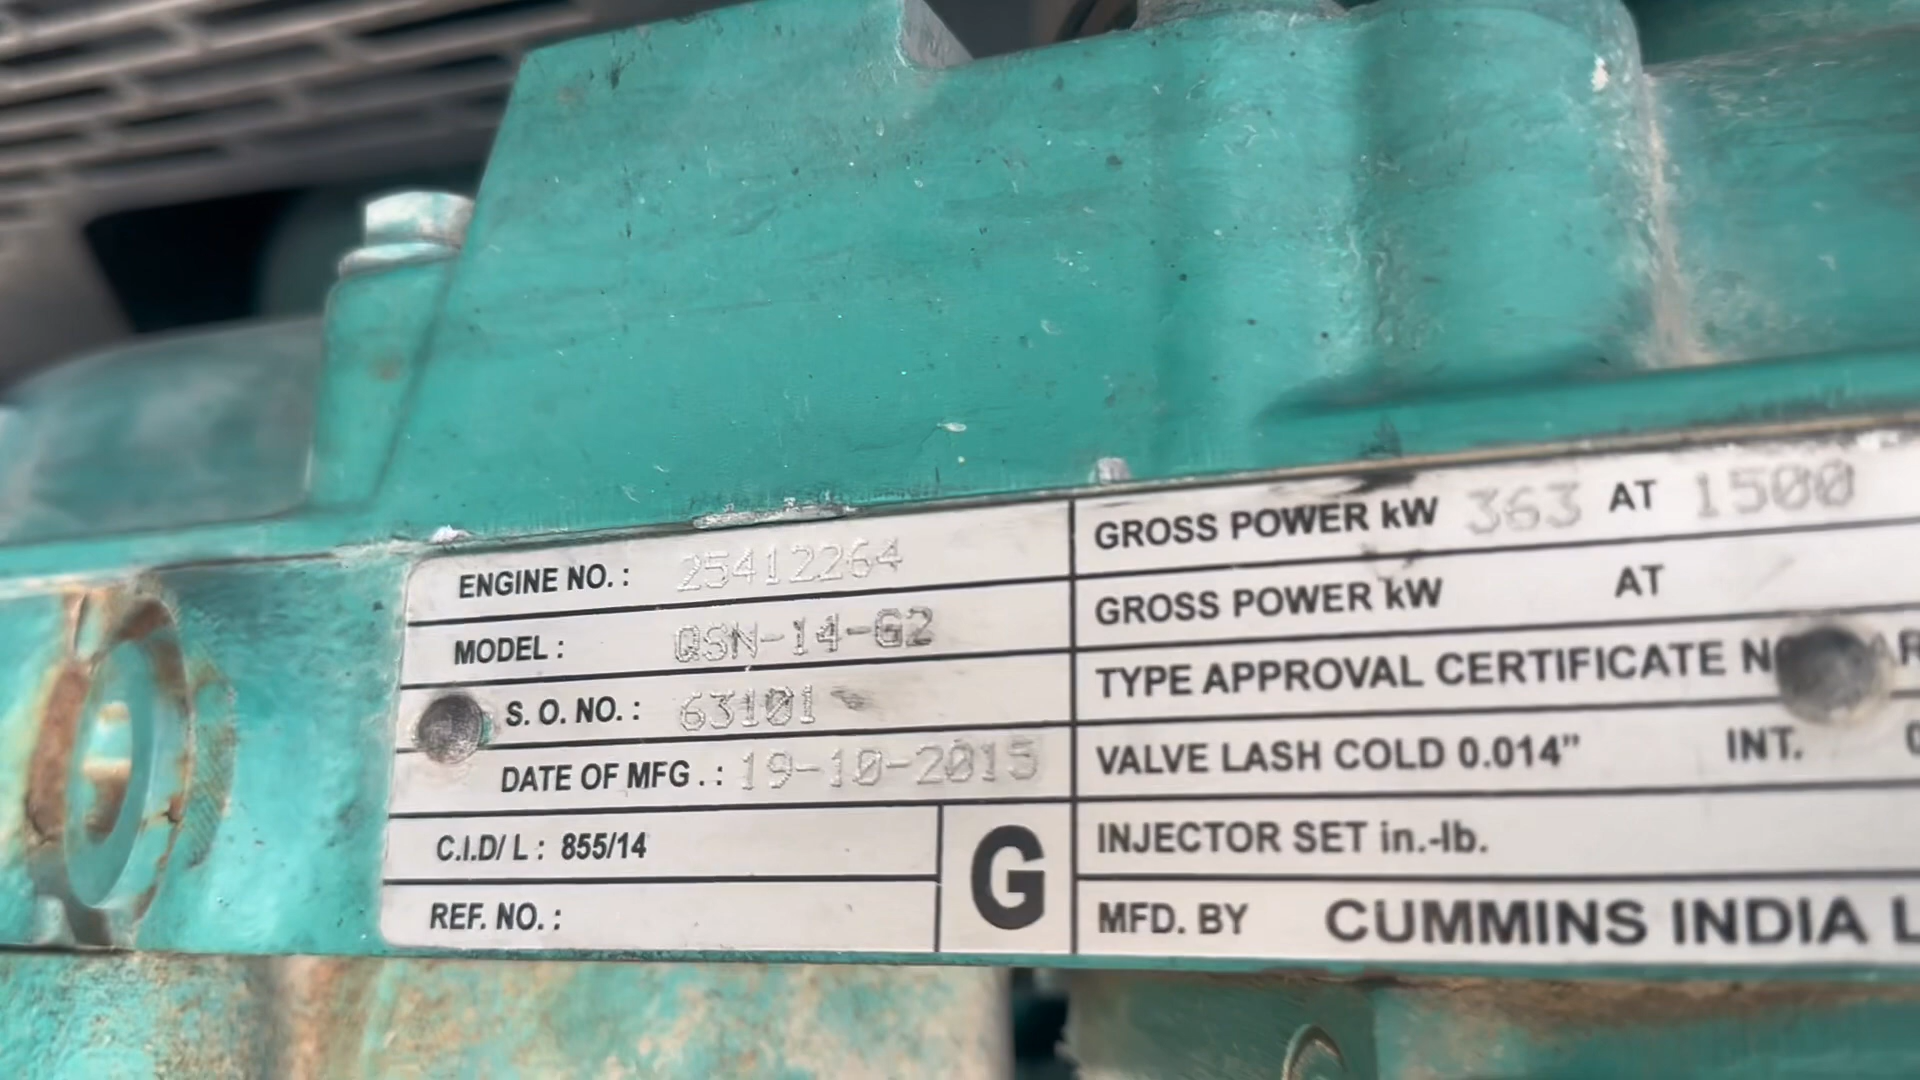 ENGINE NO. : 25412264
MODEL : QSN-14-G2
S. O. NO. : 63101
DATE OF MFG . : 19-10-2015
C.I.D/ L : 855/14
REF. NO. :
G
GROSS POWER kW 363 AT 1500
GROSS POWER kW AT
TYPE APPROVAL CERTIFICATE
VALVE LASH COLD 0.014” INT.
INJECTOR SET in.-lb.
MFD. BY CUMMINS INDIA